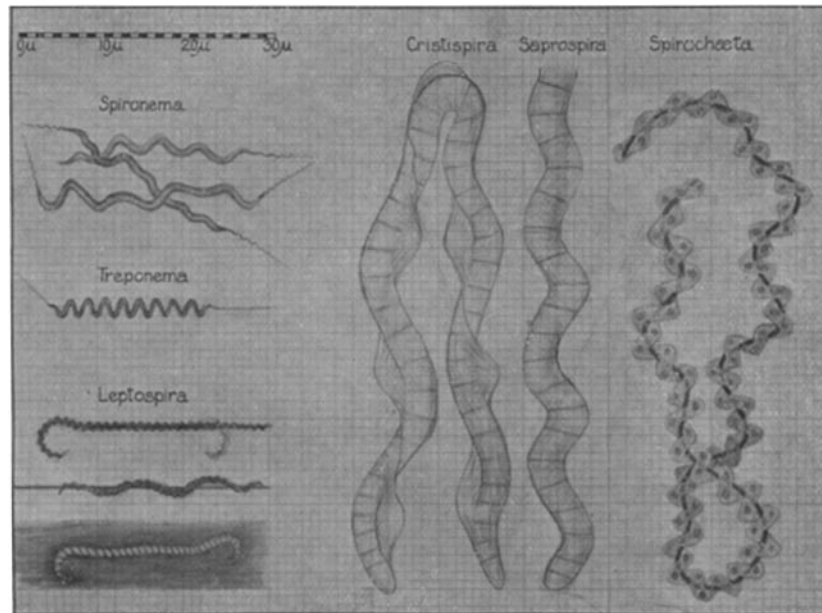 0µ 10µ 20µ 30µ
Cristispira Saprospira Spirochaeta
Spironema
Treponema
Leptospira